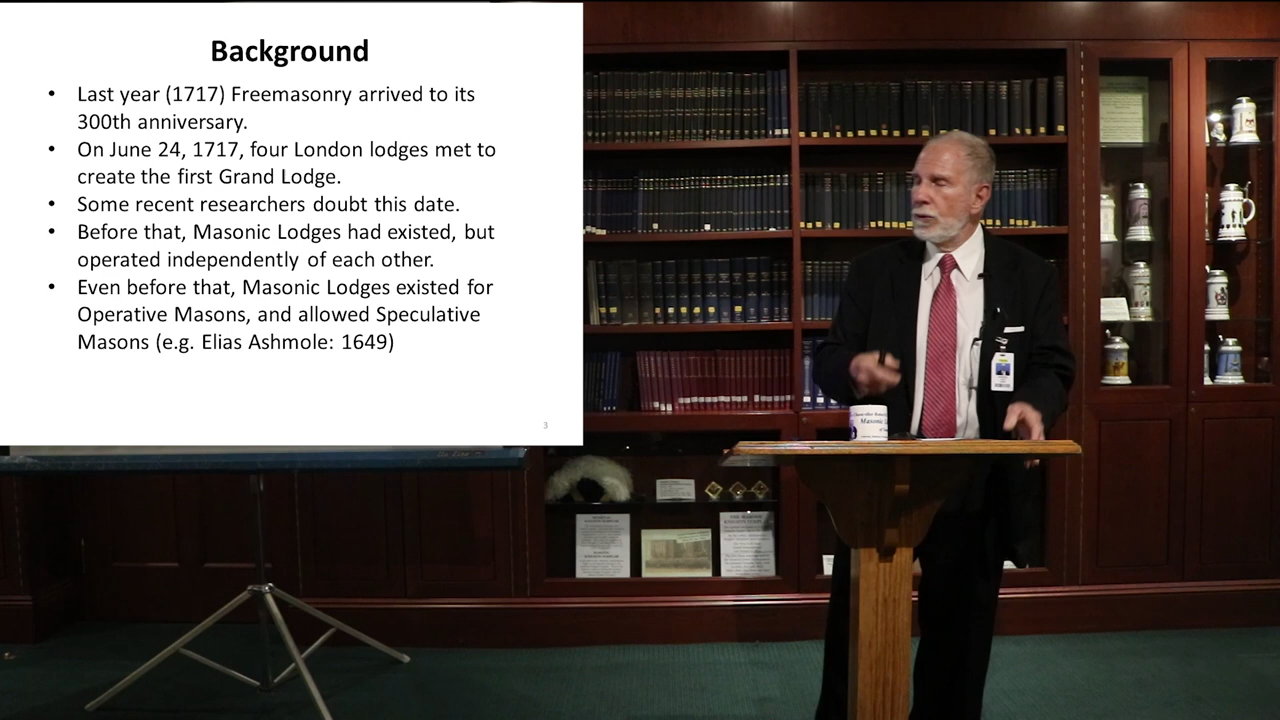 Background
• Last year (1717) Freemasonry arrived to its
300th anniversary.
• On June 24, 1717, four London lodges met to
create the first Grand Lodge.
• Some recent researchers doubt this date.
• Before that, Masonic Lodges had existed, but
operated independently of each other.
• Even before that, Masonic Lodges existed for
Operative Masons, and allowed Speculative
Masons (e.g. Elias Ashmole: 1649)
3
Masonic